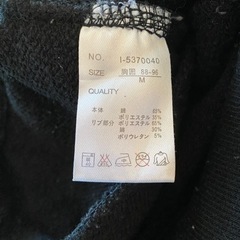 NO. I-5370040
SIZE 胸囲 88-96
M
QUALITY
本体 綿 65%
ポリエステル 35%
リブ部分 ポリエステル 65%
綿 30%
ポリウレタン 5%